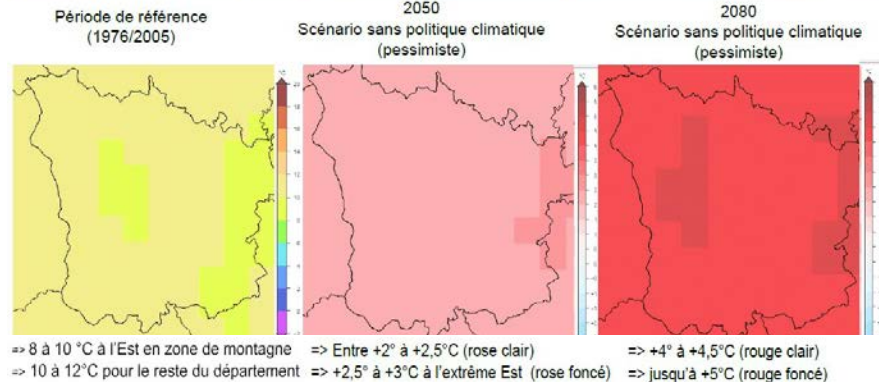 Période de référence
(1976/2005)
2050
Scénario sans politique climatique
(pessimiste)
2080
Scénario sans politique climatique
(pessimiste)
=> 8 à 10 °C à l'Est en zone de montagne
=> 10 à 12°C pour le reste du département
=> Entre +2° à +2,5°C (rose clair)
=> +2,5° à +3°C à l'extrême Est (rose foncé)
=> +4° à +4,5°C (rouge clair)
=> jusqu'à +5°C (rouge foncé)